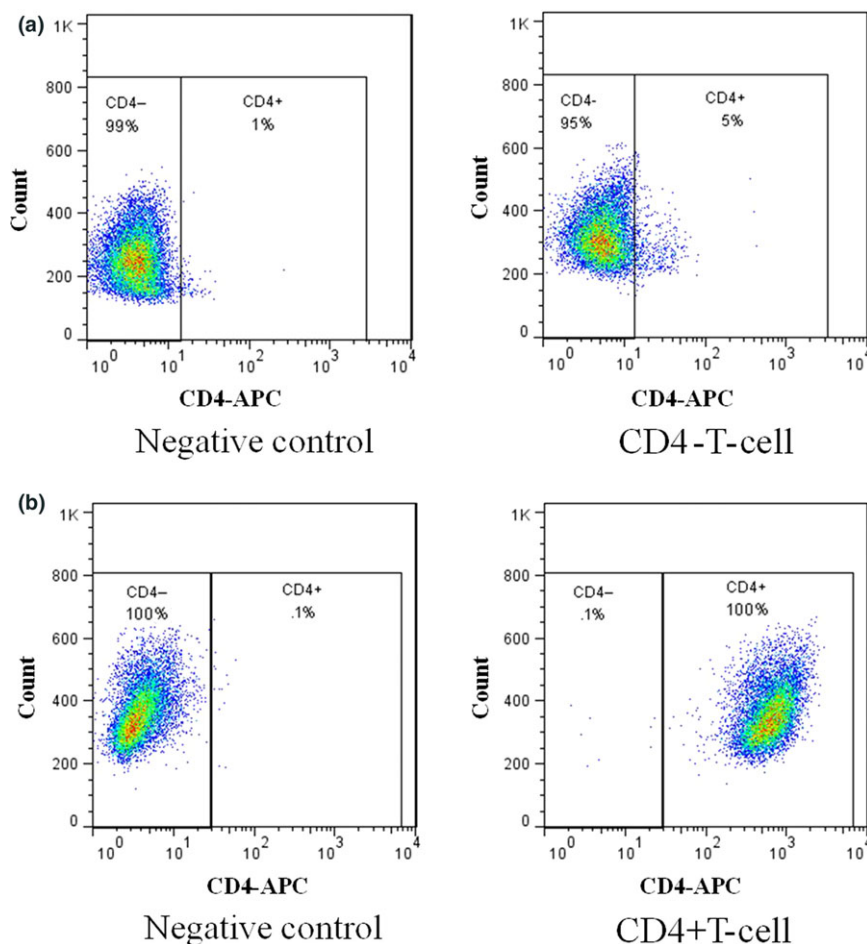 (a)
1K
800
600
400
200
0
Count
CD4–
99%
CD4+
1%
10^0 10^1 10^2 10^3 10^4
CD4-APC
Negative control
1K
800
600
400
200
0
Count
CD4-
95%
CD4+
5%
10^0 10^1 10^2 10^3 10^4
CD4-APC
CD4-T-cell
(b)
1K
800
600
400
200
0
Count
CD4–
100%
CD4+
.1%
10^0 10^1 10^2 10^3 10^4
CD4-APC
Negative control
1K
800
600
400
200
0
Count
CD4–
.1%
CD4+
100%
10^0 10^1 10^2 10^3 10^4
CD4-APC
CD4+T-cell